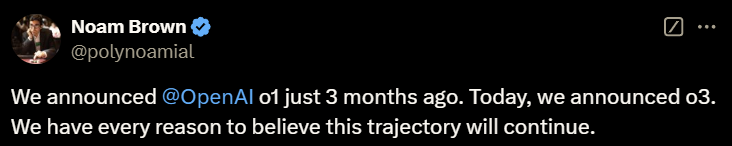 Noam Brown
@polynoamial
We announced @OpenAI o1 just 3 months ago. Today, we announced o3.
We have every reason to believe this trajectory will continue.